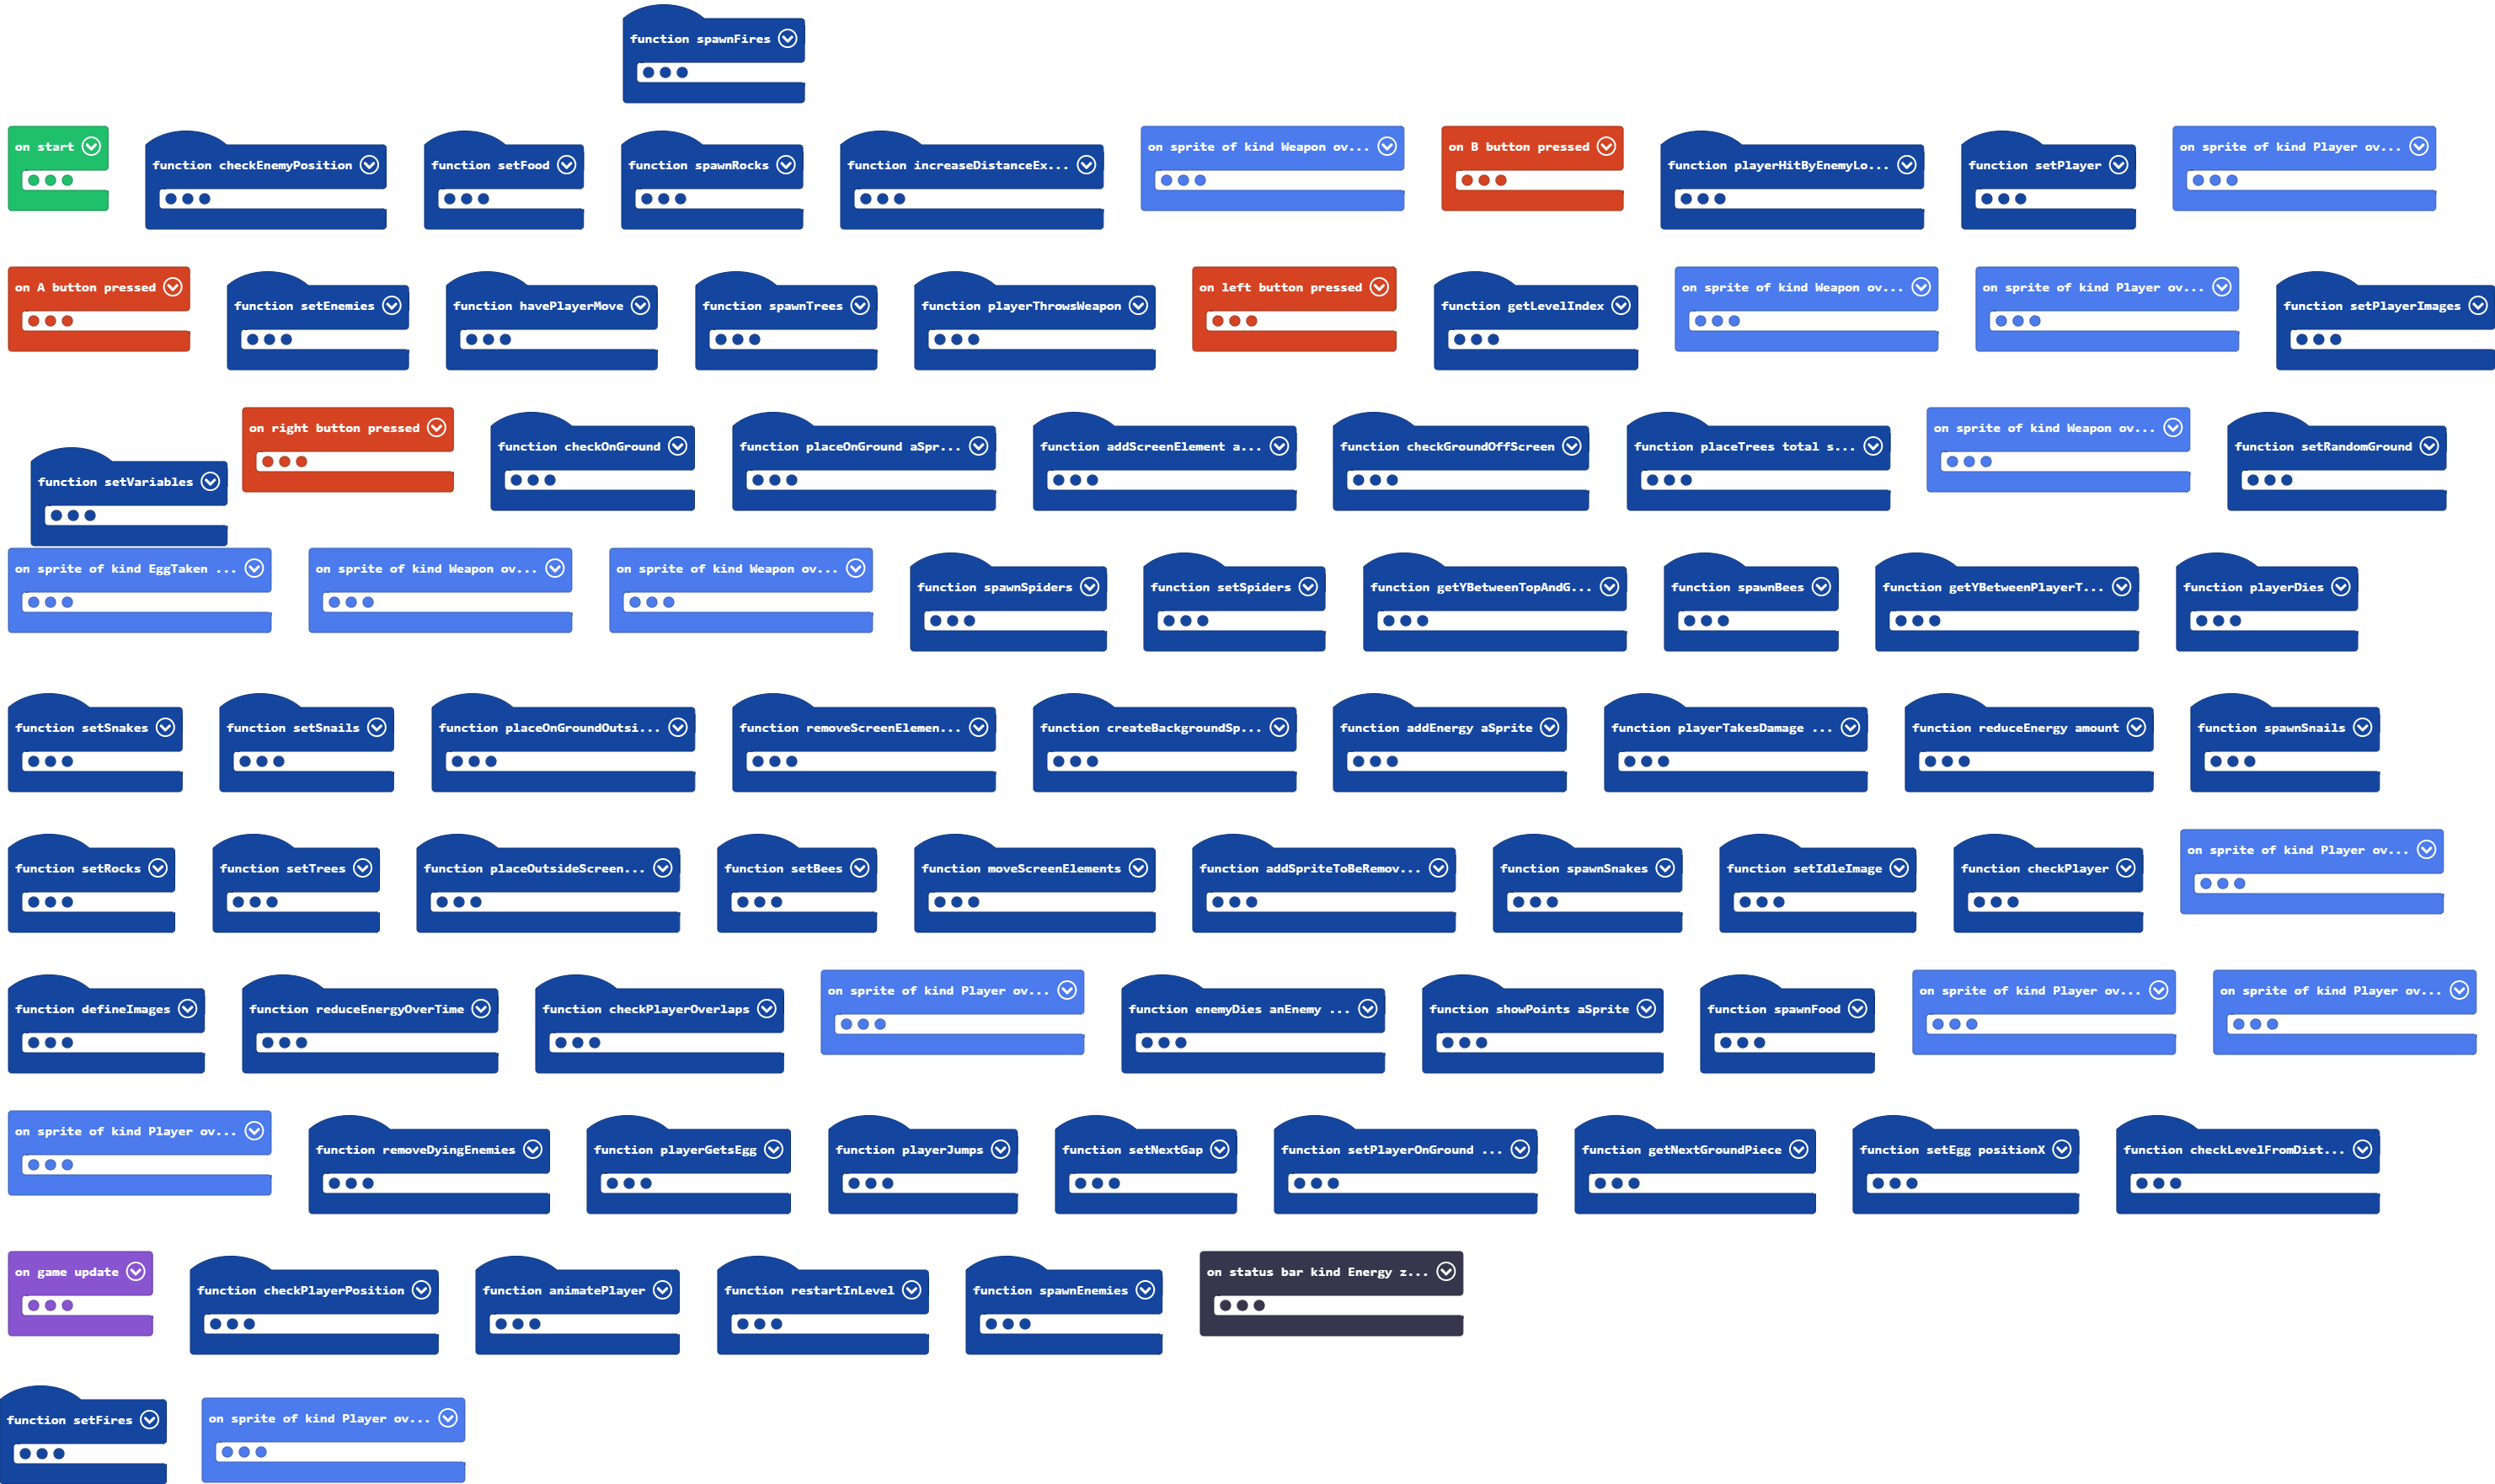 function spawnFires
on start
function checkEnemyPosition
function setFood
function spawnRocks
function increaseDistanceEx...
on sprite of kind Weapon ov...
on B button pressed
function playerHitByEnemyLo...
function setPlayer
on sprite of kind Player ov...
on A button pressed
function setEnemies
function havePlayerMove
function spawnTrees
function playerThrowsWeapon
on left button pressed
function getLevelIndex
on sprite of kind Weapon ov...
on sprite of kind Player ov...
function setPlayerImages
function setVariables
on right button pressed
function checkOnGround
function placeOnGround aSpr...
function addScreenElement a...
function checkGroundOffScreen
function placeTrees total s...
on sprite of kind Weapon ov...
function setRandomGround
on sprite of kind EggTaken ...
on sprite of kind Weapon ov...
on sprite of kind Weapon ov...
function spawnSpiders
function setSpiders
function getYBetweenTopAndG...
function spawnBees
function getYBetweenPlayerT...
function playerDies
function setSnakes
function setSnails
function placeOnGroundOutsi...
function removeScreenElemen...
function createBackgroundSp...
function addEnergy aSprite
function playerTakesDamage ...
function reduceEnergy amount
function spawnSnails
function setRocks
function setTrees
function placeOutsideScreen...
function setBees
function moveScreenElements
function addSpriteToBeRemov...
function spawnSnakes
function setIdleImage
function checkPlayer
on sprite of kind Player ov...
function defineImages
function reduceEnergyOverTime
function checkPlayerOverlaps
on sprite of kind Player ov...
function enemyDies anEnemy ...
function showPoints aSprite
function spawnFood
on sprite of kind Player ov...
on sprite of kind Player ov...
on sprite of kind Player ov...
function removeDyingEnemies
function playerGetsEgg
function playerJumps
function setNextGap
function setPlayerOnGround ...
function getNextGroundPiece
function setEgg positionX
function checkLevelFromDist...
on game update
function checkPlayerPosition
function animatePlayer
function restartInLevel
function spawnEnemies
on status bar kind Energy z...
function setFires
on sprite of kind Player ov...